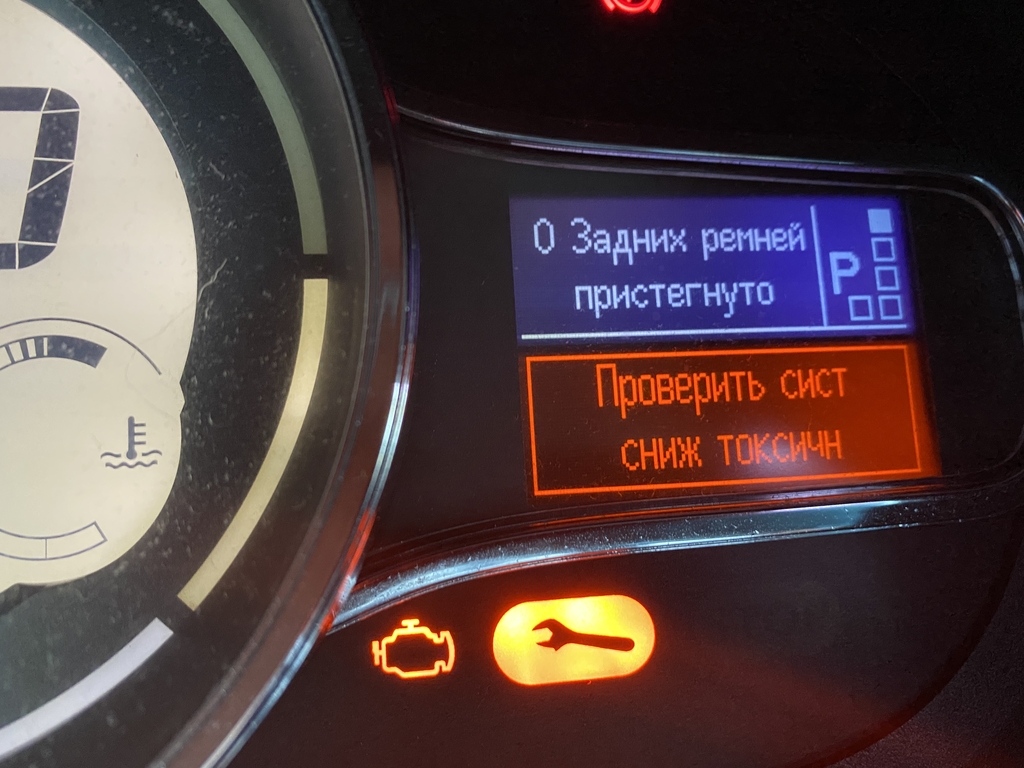 0 Задних ремней
пристегнуто
P
Проверить сист
сниж токсичн